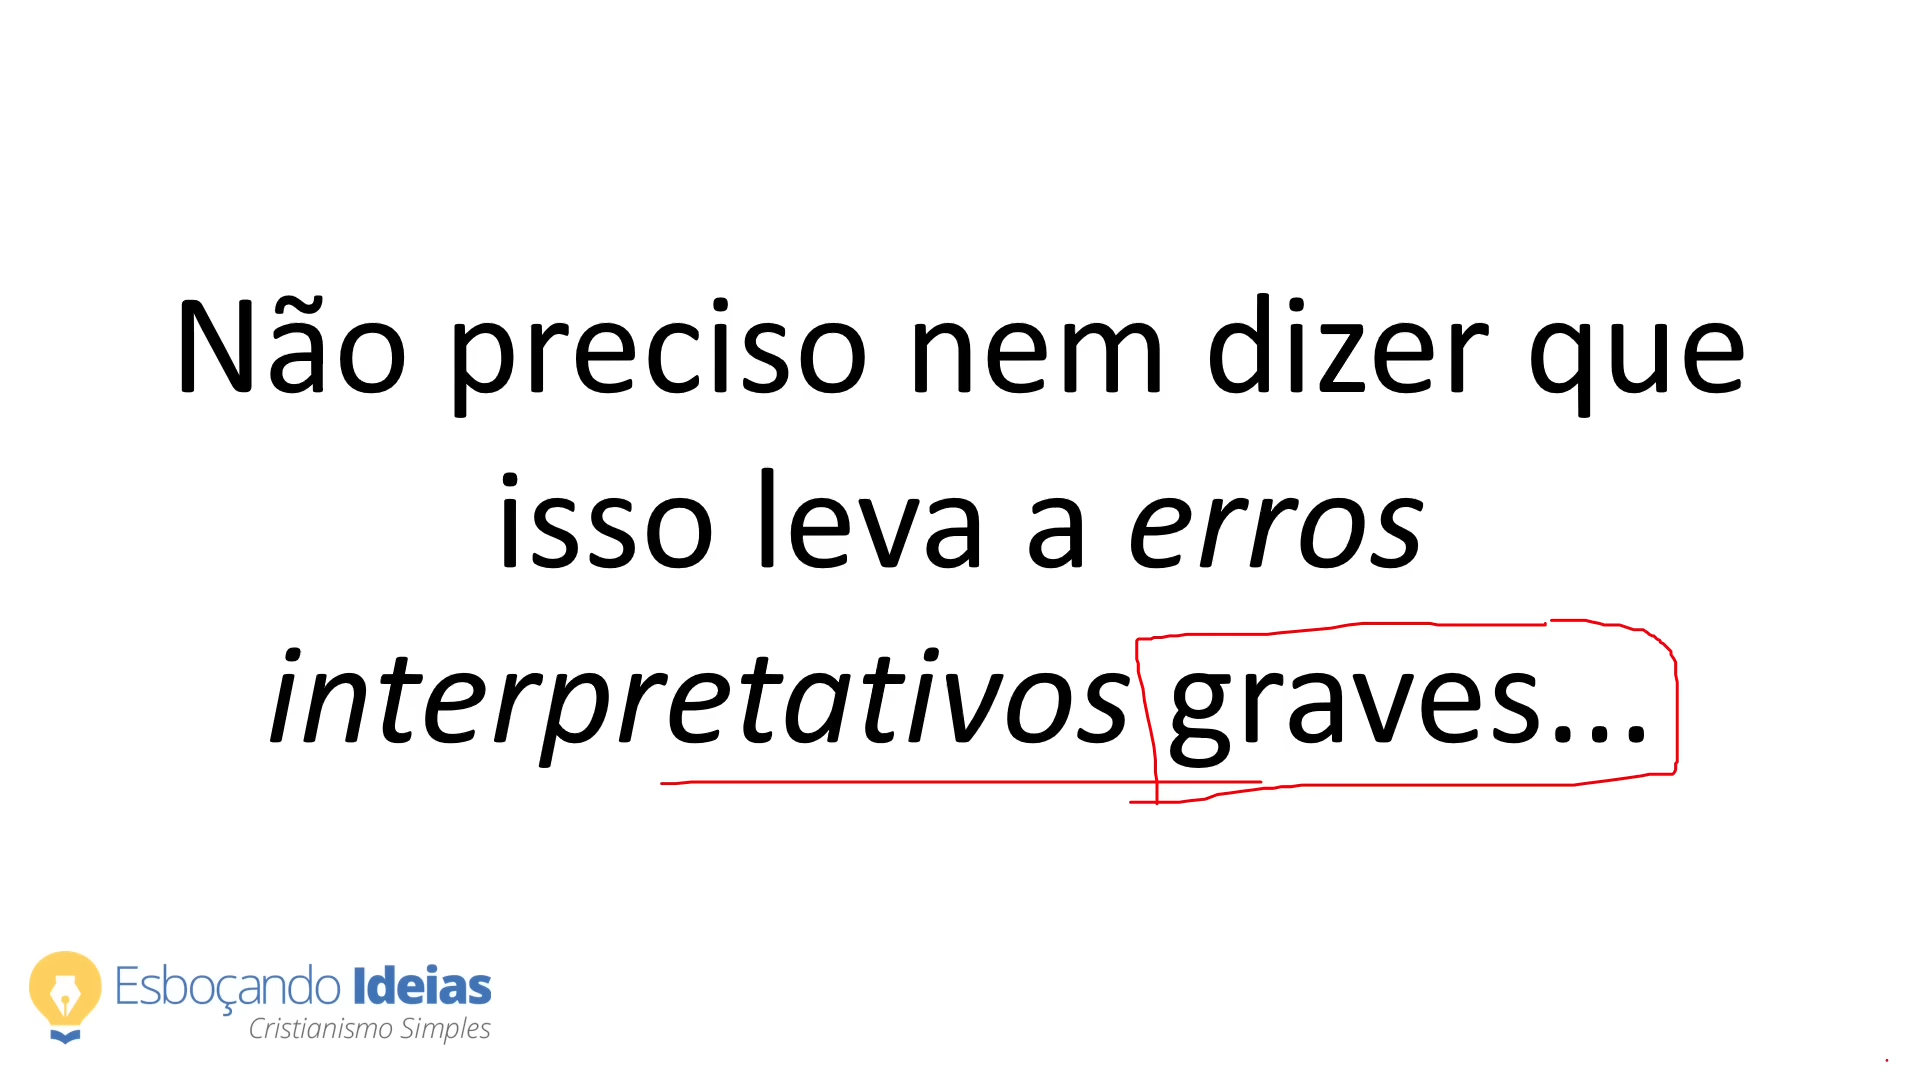 Não preciso nem dizer que
isso leva a erros
interpretativos graves...
Esboçando Ideias
Cristianismo Simples